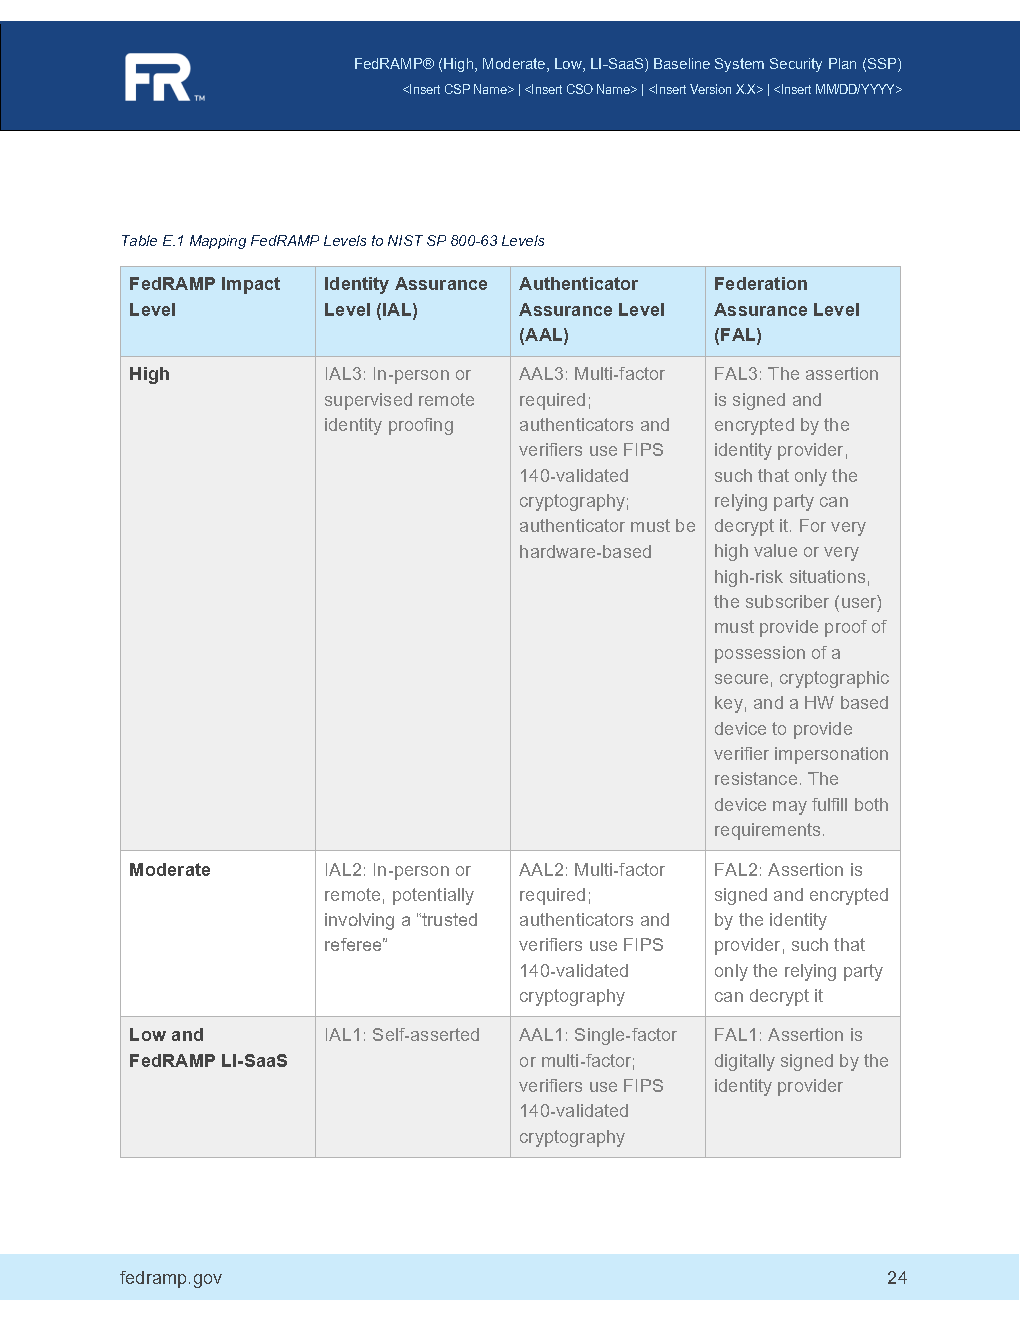 FR™
FedRAMP® (High, Moderate, Low, LI-SaaS) Baseline System Security Plan (SSP)
<Insert CSP Name> | <Insert CSO Name> | <Insert Version X.X> | <Insert MM/DD/YYYY>
Table E.1 Mapping FedRAMP Levels to NIST SP 800-63 Levels
FedRAMP Impact
Level
Identity Assurance
Level (IAL)
Authenticator
Assurance Level
(AAL)
Federation
Assurance Level
(FAL)
High
IAL3: In-person or
supervised remote
identity proofing
AAL3: Multi-factor
required;
authenticators and
verifiers use FIPS
140-validated
cryptography;
authenticator must be
hardware-based
FAL3: The assertion
is signed and
encrypted by the
identity provider,
such that only the
relying party can
decrypt it. For very
high value or very
high-risk situations,
the subscriber (user)
must provide proof of
possession of a
secure, cryptographic
key, and a HW based
device to provide
verifier impersonation
resistance. The
device may fulfill both
requirements.
Moderate
IAL2: In-person or
remote, potentially
involving a “trusted
referee”
AAL2: Multi-factor
required;
authenticators and
verifiers use FIPS
140-validated
cryptography
FAL2: Assertion is
signed and encrypted
by the identity
provider, such that
only the relying party
can decrypt it
Low and
FedRAMP LI-SaaS
IAL1: Self-asserted
AAL1: Single-factor
or multi-factor;
verifiers use FIPS
140-validated
cryptography
FAL1: Assertion is
digitally signed by the
identity provider
fedramp.gov
24